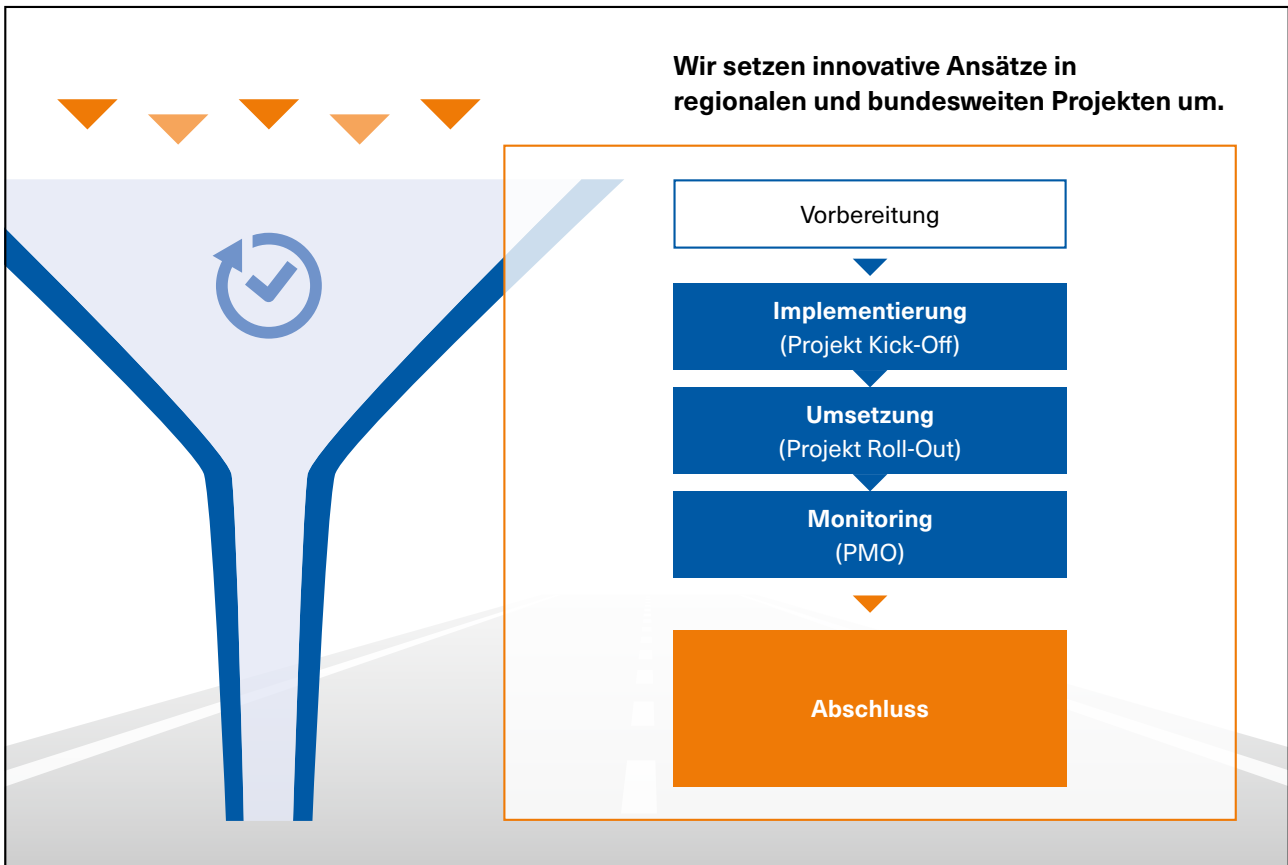 Wir setzen innovative Ansätze in
regionalen und bundesweiten Projekten um.
Vorbereitung
Implementierung
(Projekt Kick-Off)
Umsetzung
(Projekt Roll-Out)
Monitoring
(PMO)
Abschluss